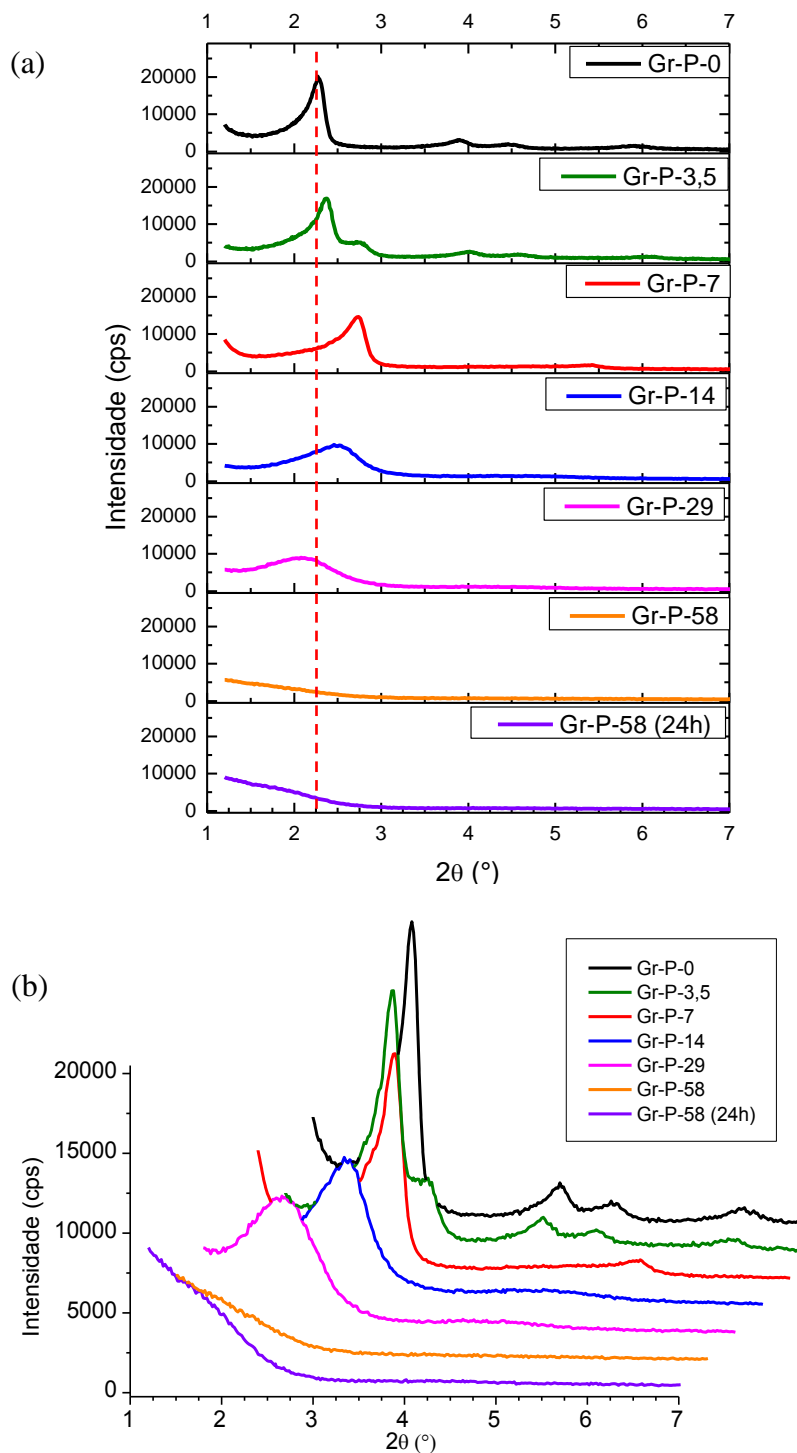 1 2 3 4 5 6 7
(a)
Gr-P-0
20000
10000
0
Gr-P-3,5
20000
10000
0
Gr-P-7
20000
10000
0
Gr-P-14
20000
10000
0
Gr-P-29
20000
10000
0
Gr-P-58
20000
10000
0
Gr-P-58 (24h)
20000
10000
0
Intensidade (cps)
1 2 3 4 5 6 7
2θ (°)
(b)
Gr-P-0
Gr-P-3,5
Gr-P-7
Gr-P-14
Gr-P-29
Gr-P-58
Gr-P-58 (24h)
20000
15000
10000
5000
0
Intensidade (cps)
1 2 3 4 5 6 7
2θ (°)